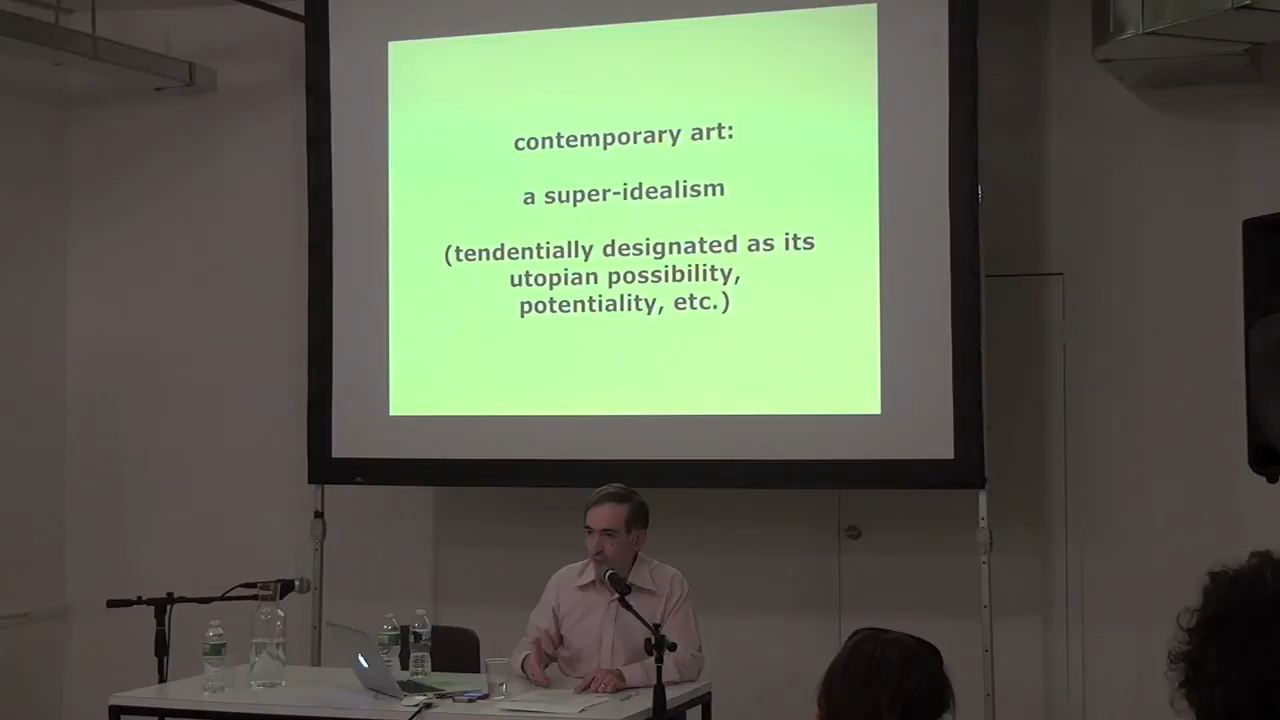 contemporary art:
a super-idealism
(tendentially designated as its
utopian possibility,
potentiality, etc.)